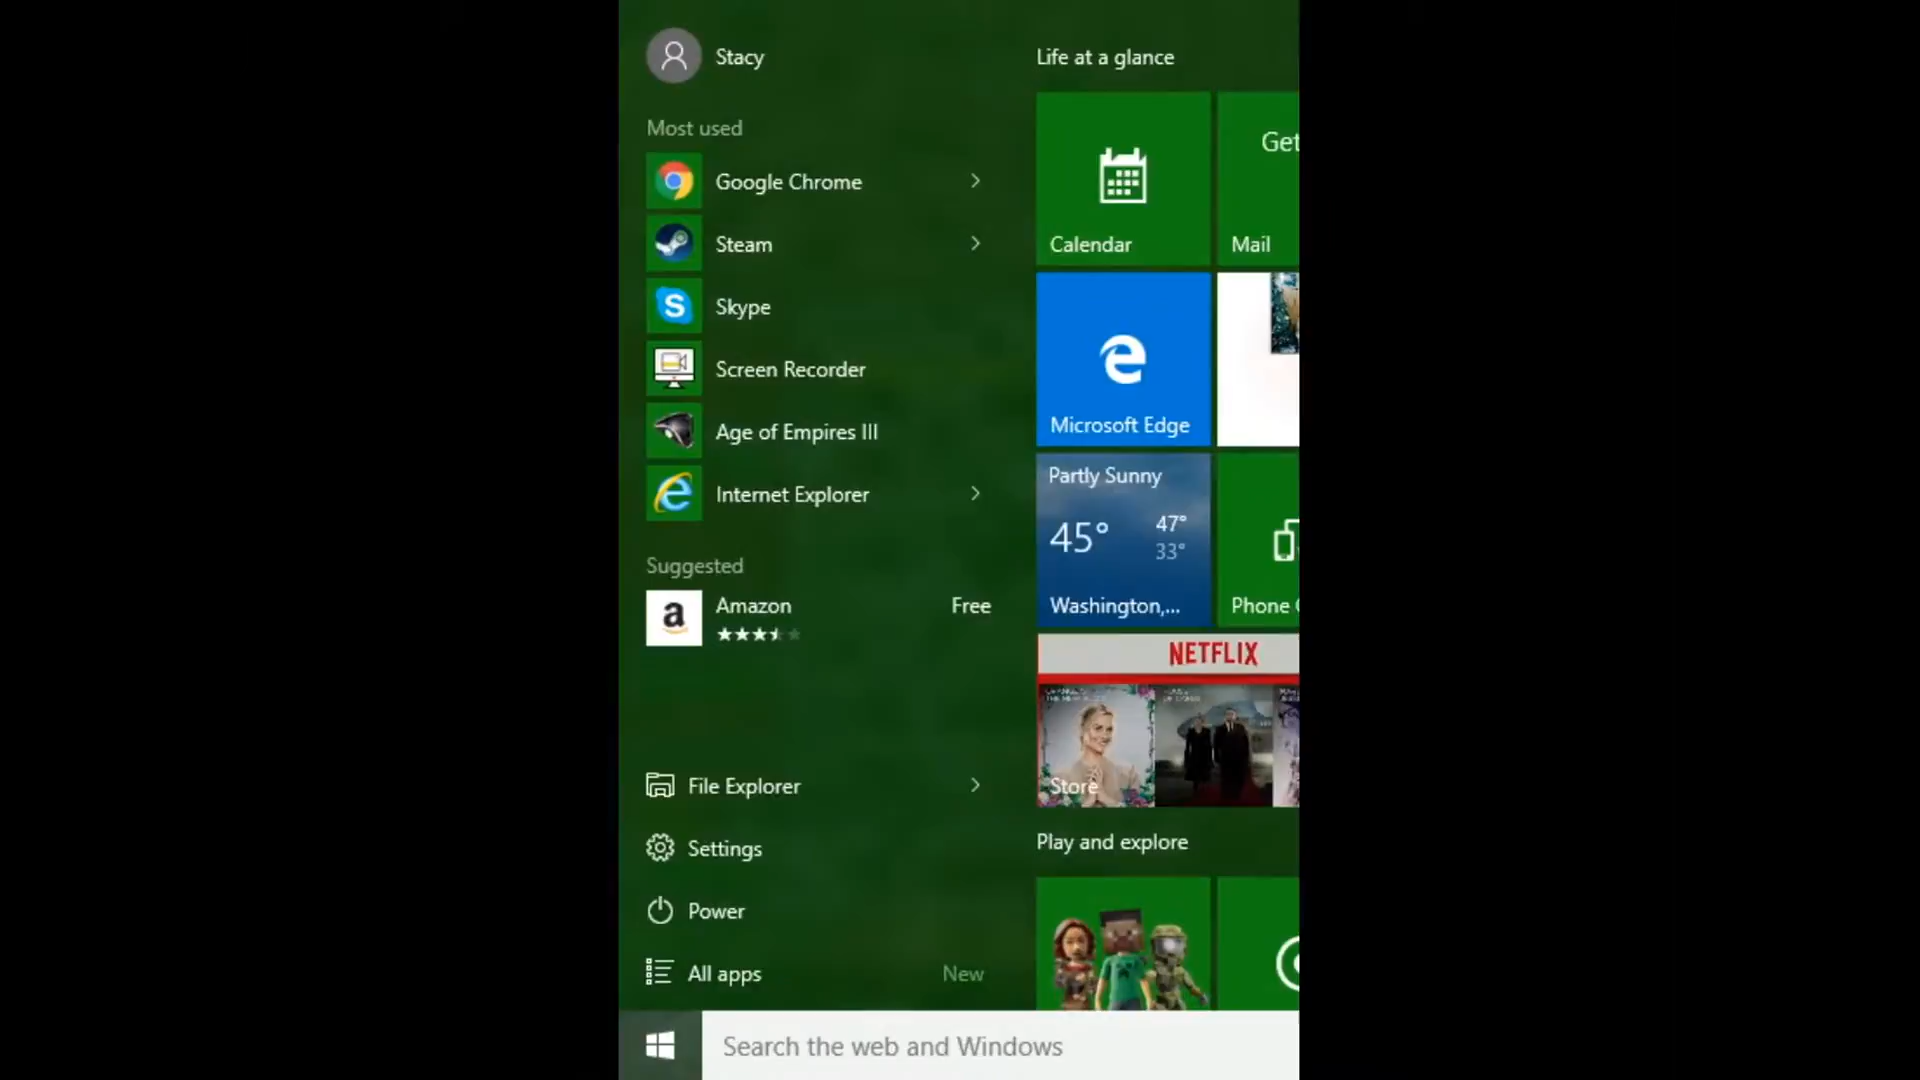 Stacy
Most used
Google Chrome
Steam
Skype
Screen Recorder
Age of Empires III
Internet Explorer
Suggested
Amazon
Free
File Explorer
Settings
Power
All apps
New
Search the web and Windows
Life at a glance
Calendar
Get
Mail
Microsoft Edge
Partly Sunny
45°
47°
33°
Washington,...
Phone
NETFLIX
Store
Play and explore